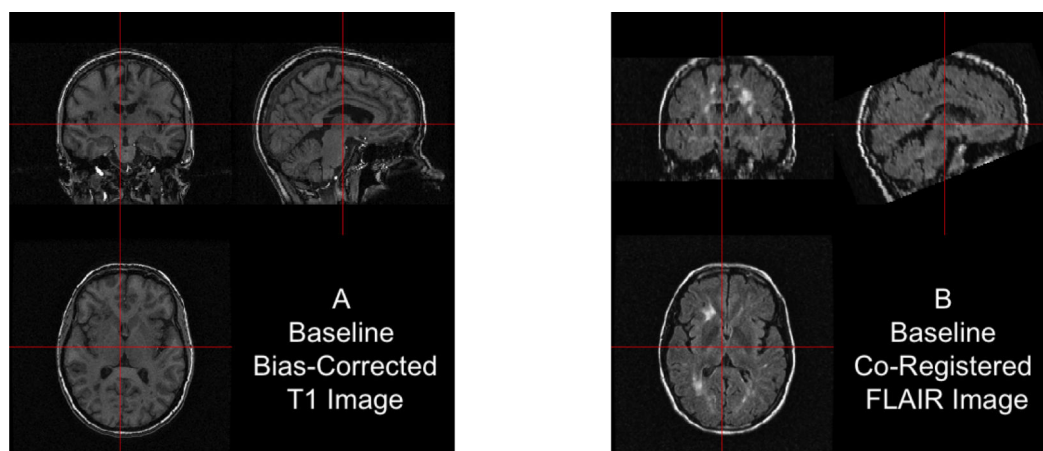 A
Baseline
Bias-Corrected
T1 Image
B
Baseline
Co-Registered
FLAIR Image